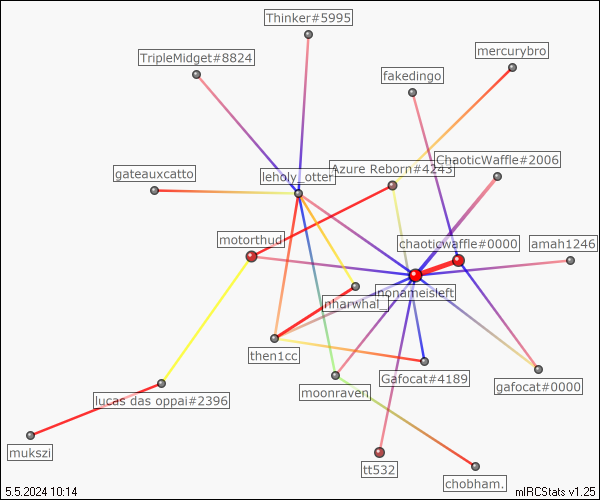 Thinker#5995
mercurybro
TripleMidget#8824
fakedingo
ChaoticWaffle#2006
Azure Reborn#4243
gateauxcatto
leholy_otter
motorthud
chaoticwaffle#0000
amah1246
nharwhal_
nonameisleft
then1cc
Gafocat#4189
gafocat#0000
moonraven
lucas das oppai#2396
mukszi
tt532
chobham.
5.5.2024 10:14
mIRCStats v1.25